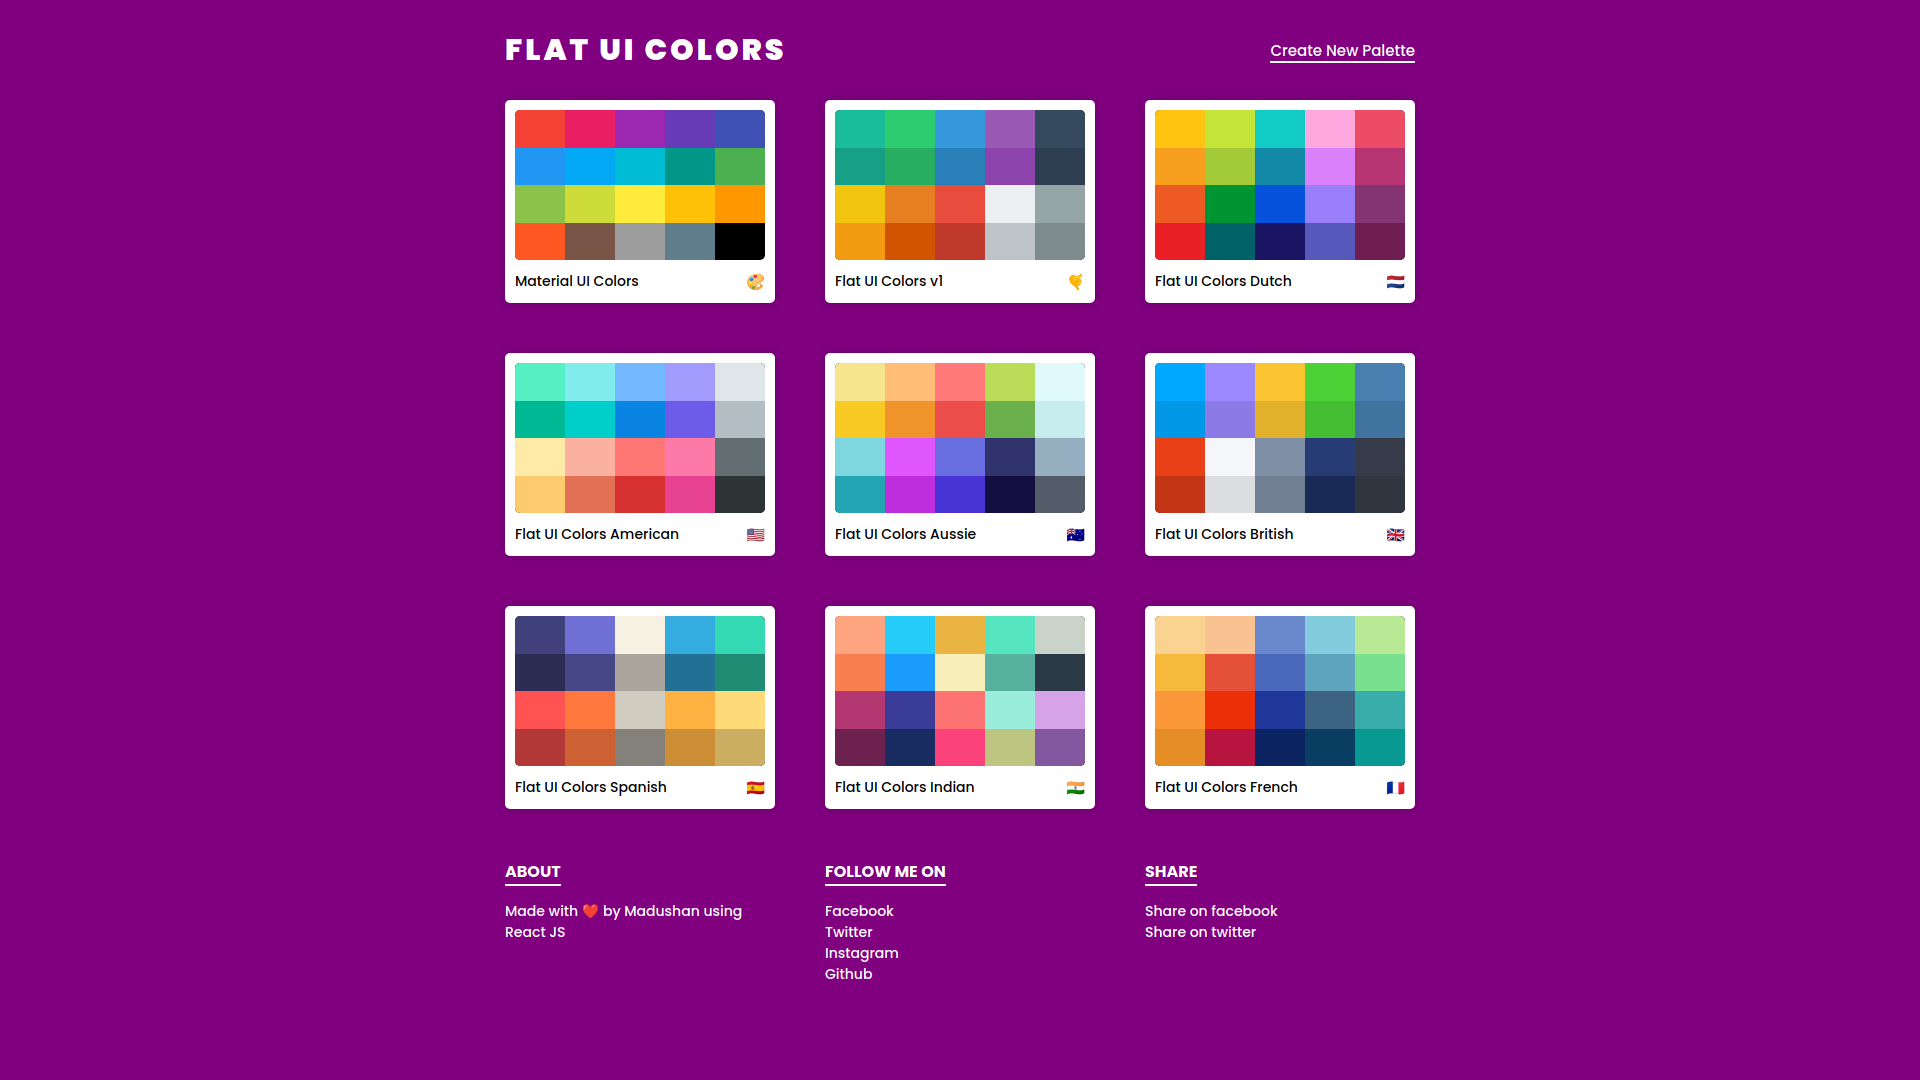 FLAT UI COLORS
Create New Palette
Material UI Colors
Flat UI Colors v1
Flat UI Colors Dutch
Flat UI Colors American
Flat UI Colors Aussie
Flat UI Colors British
Flat UI Colors Spanish
Flat UI Colors Indian
Flat UI Colors French
ABOUT
Made with ❤️ by Madushan using
React JS
FOLLOW ME ON
Facebook
Twitter
Instagram
Github
SHARE
Share on facebook
Share on twitter